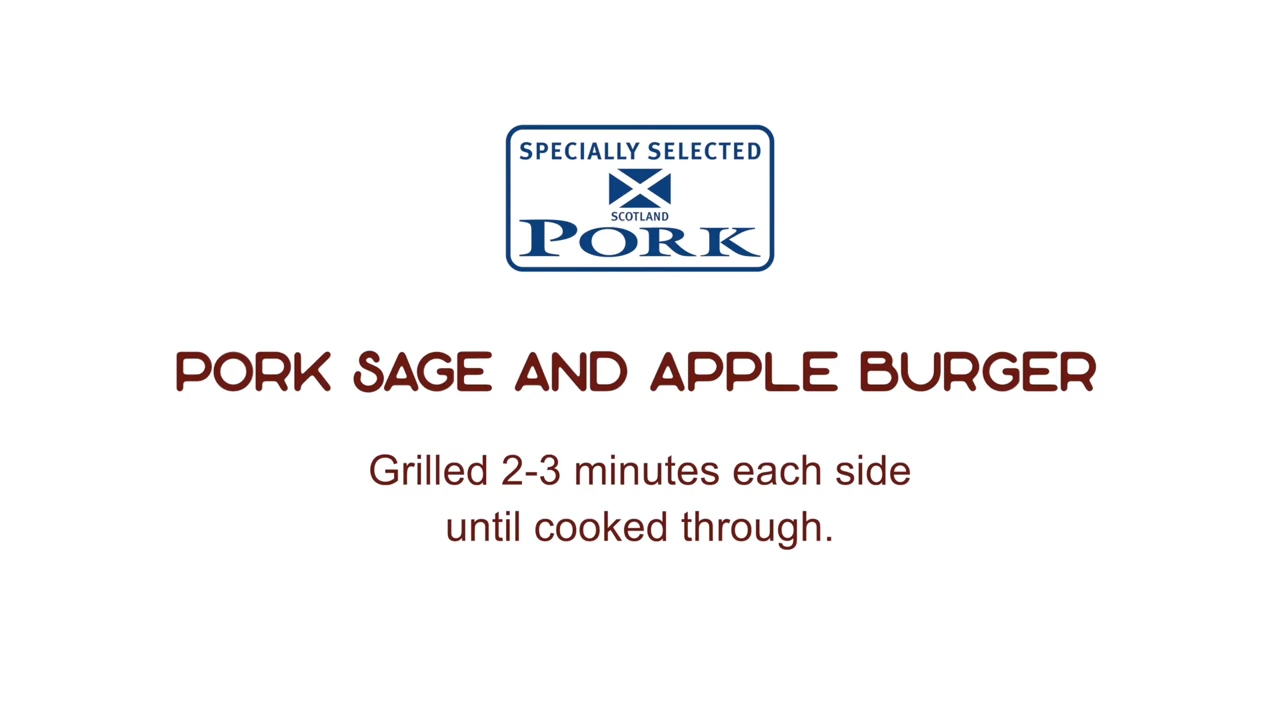 SPECIALLY SELECTED
SCOTLAND
PORK
PORK SAGE AND APPLE BURGER
Grilled 2-3 minutes each side
until cooked through.